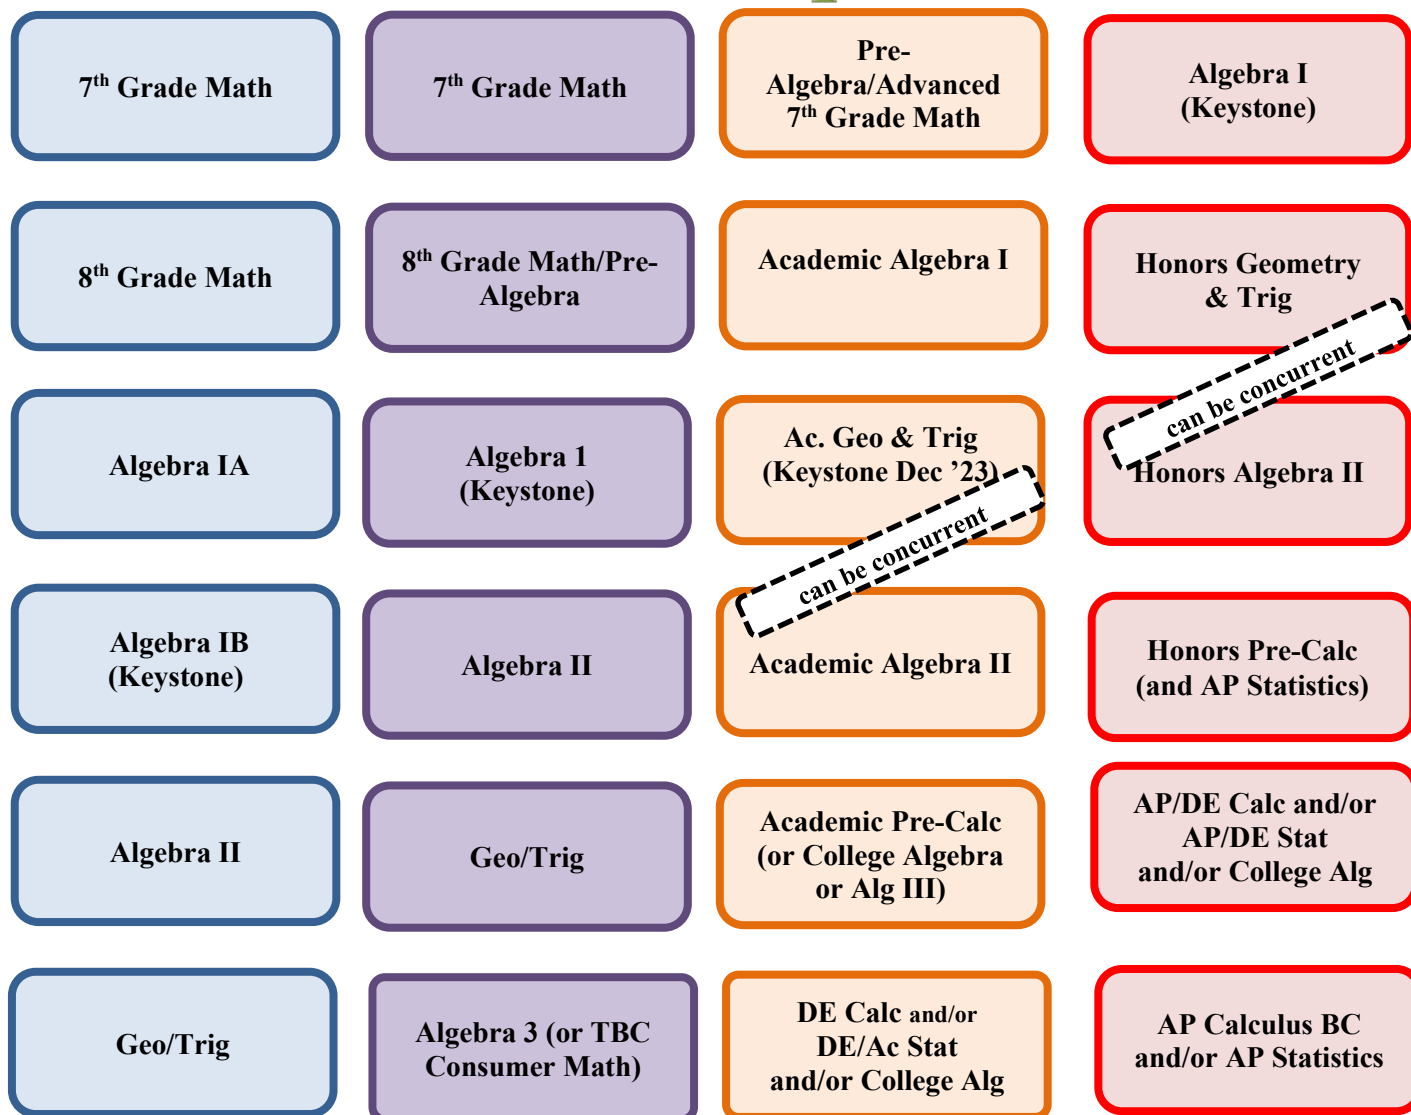 7th Grade Math
7th Grade Math
Pre-
Algebra/Advanced
7th Grade Math
Algebra I
(Keystone)
8th Grade Math
8th Grade Math/Pre-
Algebra
Academic Algebra I
Honors Geometry
& Trig
can be concurrent
Algebra IA
Algebra 1
(Keystone)
Ac. Geo & Trig
(Keystone Dec ’23)
Honors Algebra II
can be concurrent
Algebra IB
(Keystone)
Algebra II
Academic Algebra II
Honors Pre-Calc
(and AP Statistics)
Algebra II
Geo/Trig
Academic Pre-Calc
(or College Algebra
or Alg III)
AP/DE Calc and/or
AP/DE Stat
and/or College Alg
Geo/Trig
Algebra 3 (or TBC
Consumer Math)
DE Calc and/or
DE/Ac Stat
and/or College Alg
AP Calculus BC
and/or AP Statistics